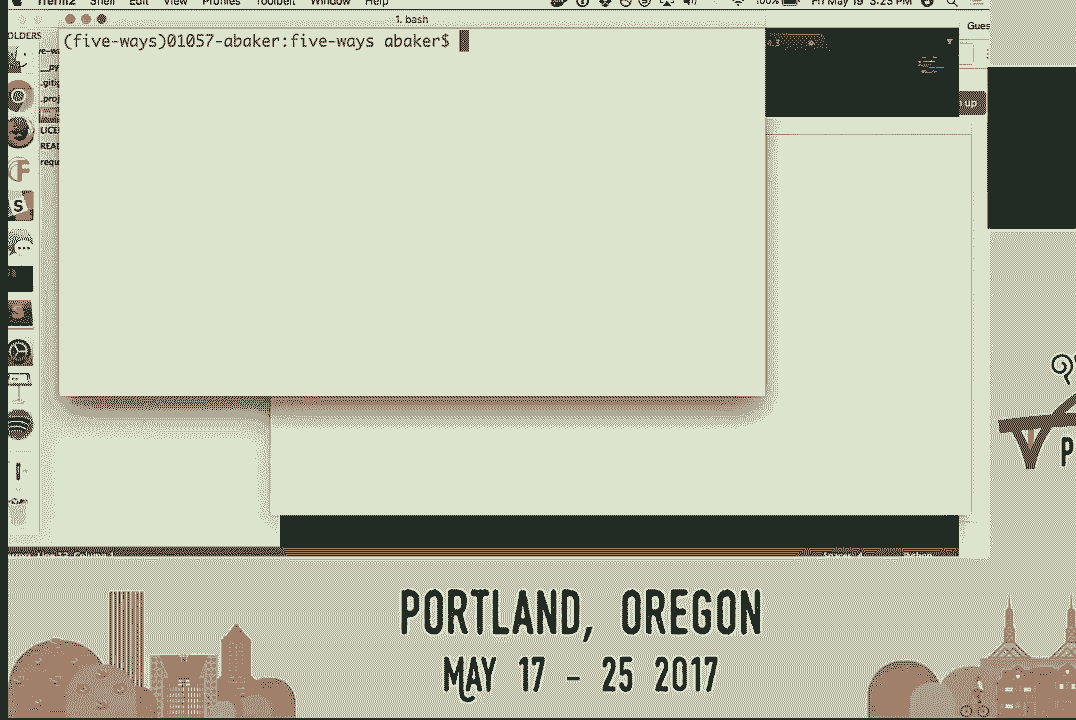 iTerm2 Shell Edit View Profiles Toolbelt Window Help 100% Fri May 19 3:23 PM
1. bash
Gues
OLDERS
(five-ways)01057-abaker:five-ways abaker$
.gitig
.proj
LICE
READ
requ
up
S
P
PORTLAND, OREGON
MAY 17 - 25 2017